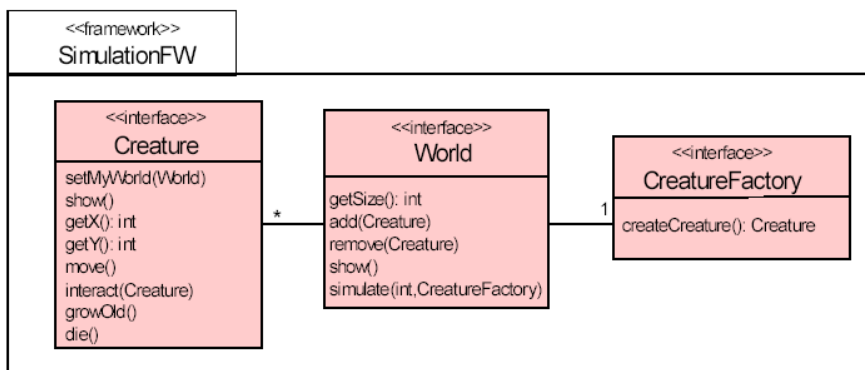 <<framework>>
SimulationFW
<<interface>>
Creature
setMyWorld(World)
show()
getX(): int
getY(): int
move()
interact(Creature)
growOld()
die()
*
<<interface>>
World
getSize(): int
add(Creature)
remove(Creature)
show()
simulate(int,CreatureFactory)
1
<<interface>>
CreatureFactory
createCreature(): Creature